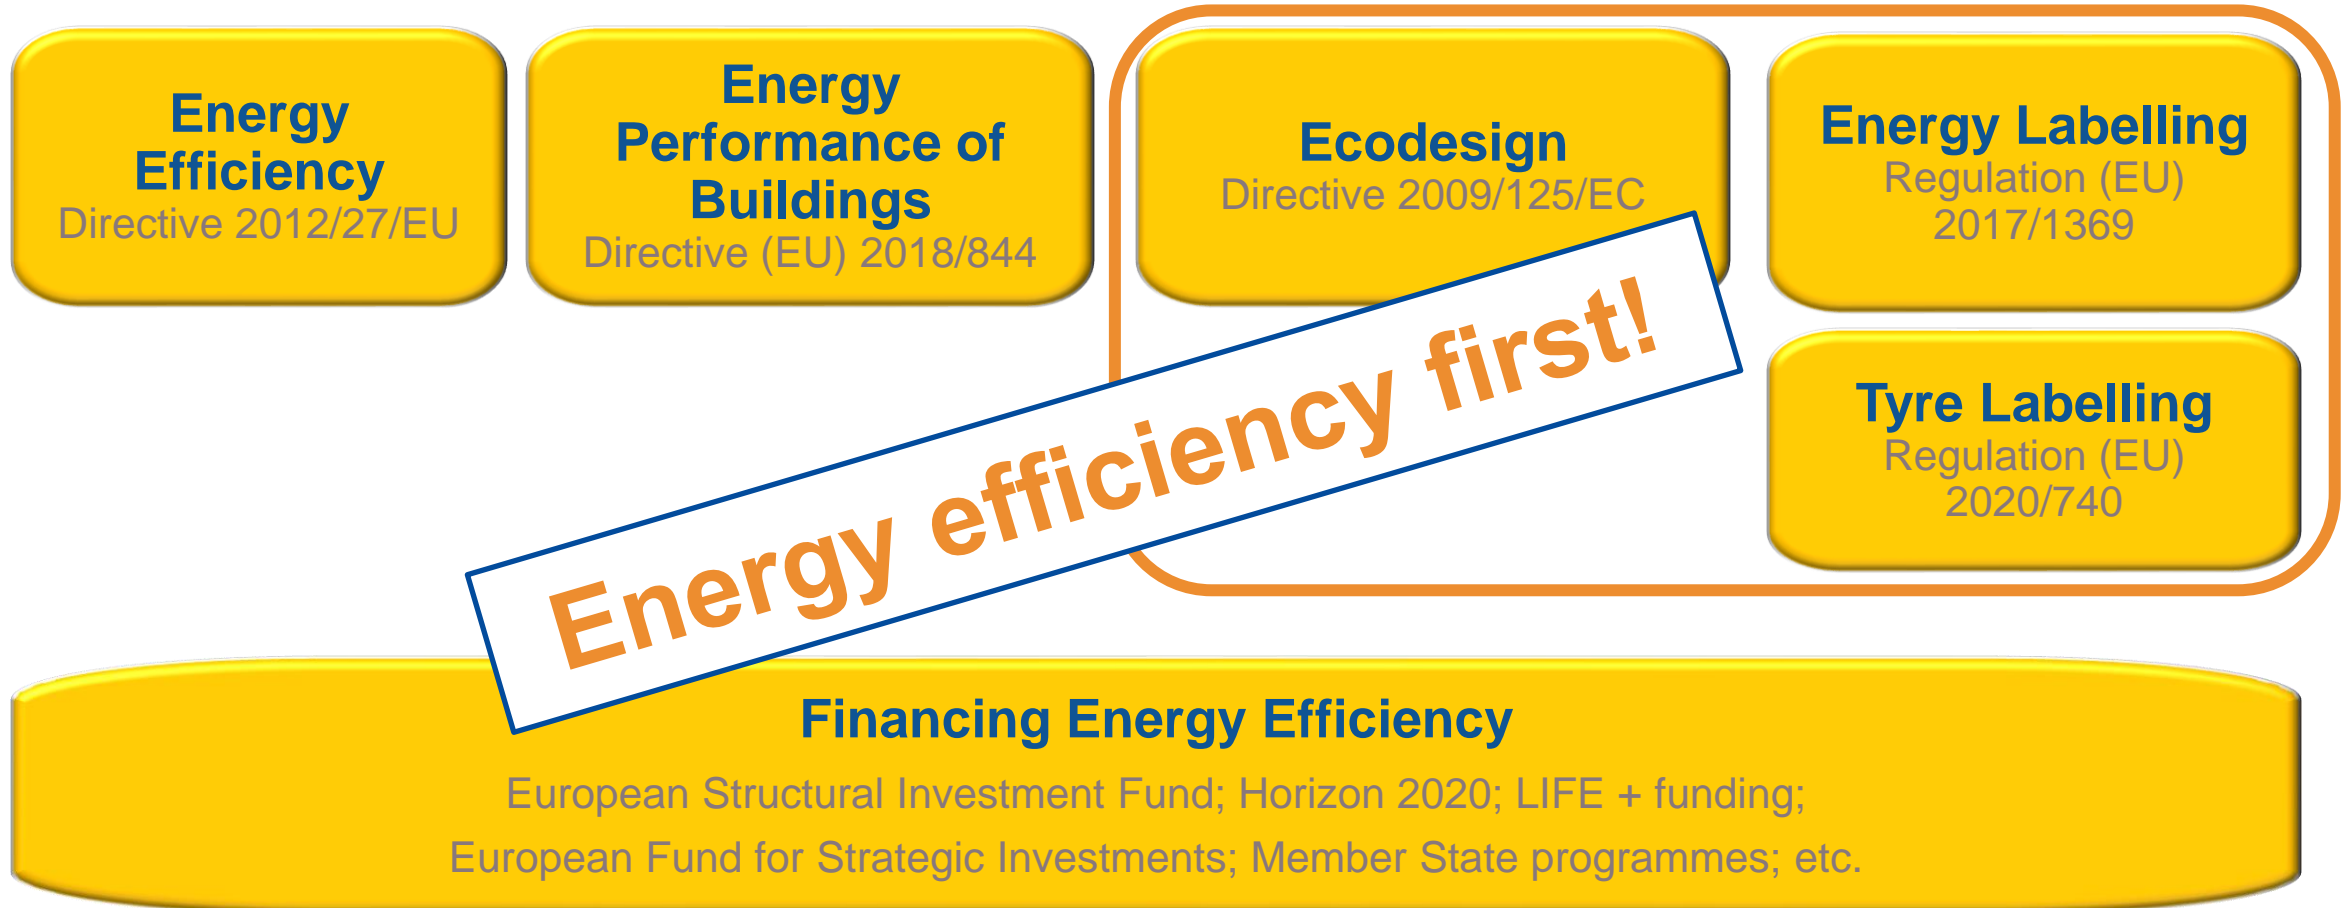 Energy
Efficiency
Directive 2012/27/EU
Energy
Performance of
Buildings
Directive (EU) 2018/844
Ecodesign
Directive 2009/125/EC
Energy Labelling
Regulation (EU)
2017/1369
Tyre Labelling
Regulation (EU)
2020/740
Energy efficiency first!
Financing Energy Efficiency
European Structural Investment Fund; Horizon 2020; LIFE + funding;
European Fund for Strategic Investments; Member State programmes; etc.